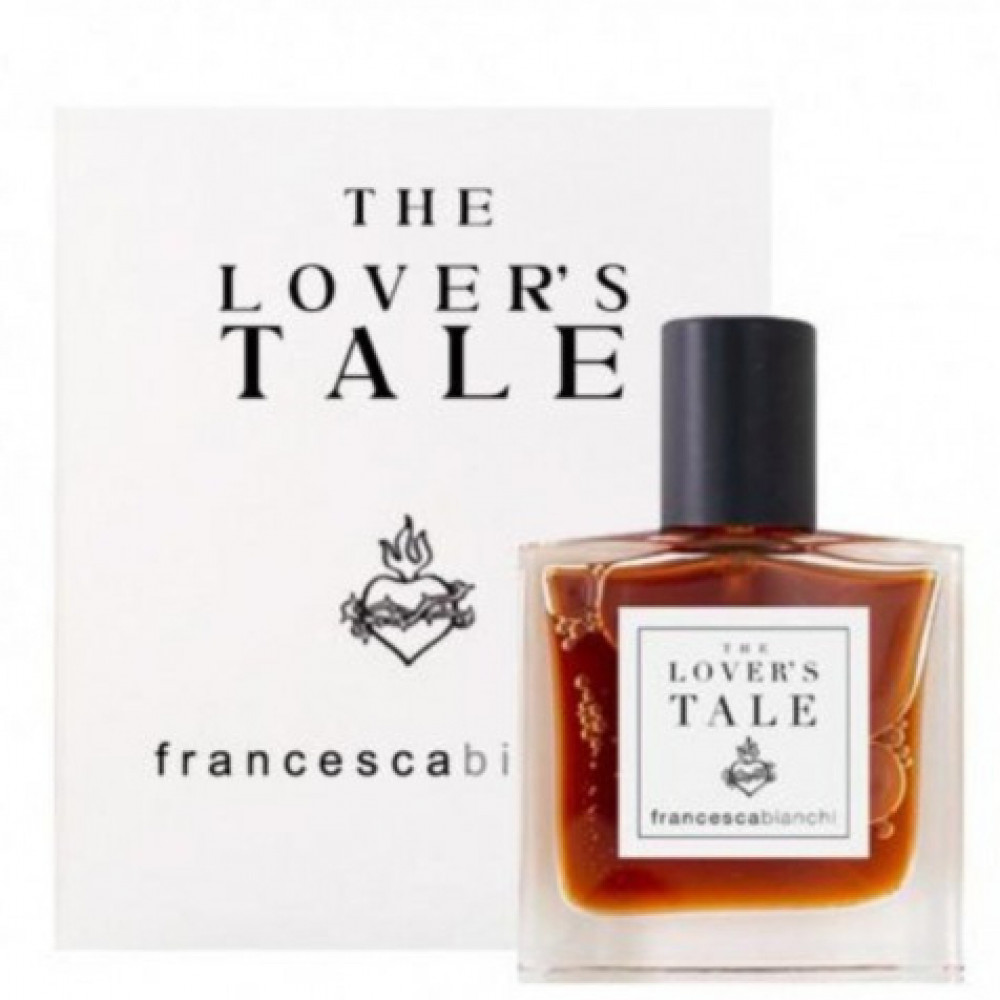 THE
LOVER'S
TALE
francescabi
THE
LOVER'S
TALE
francescabianchi